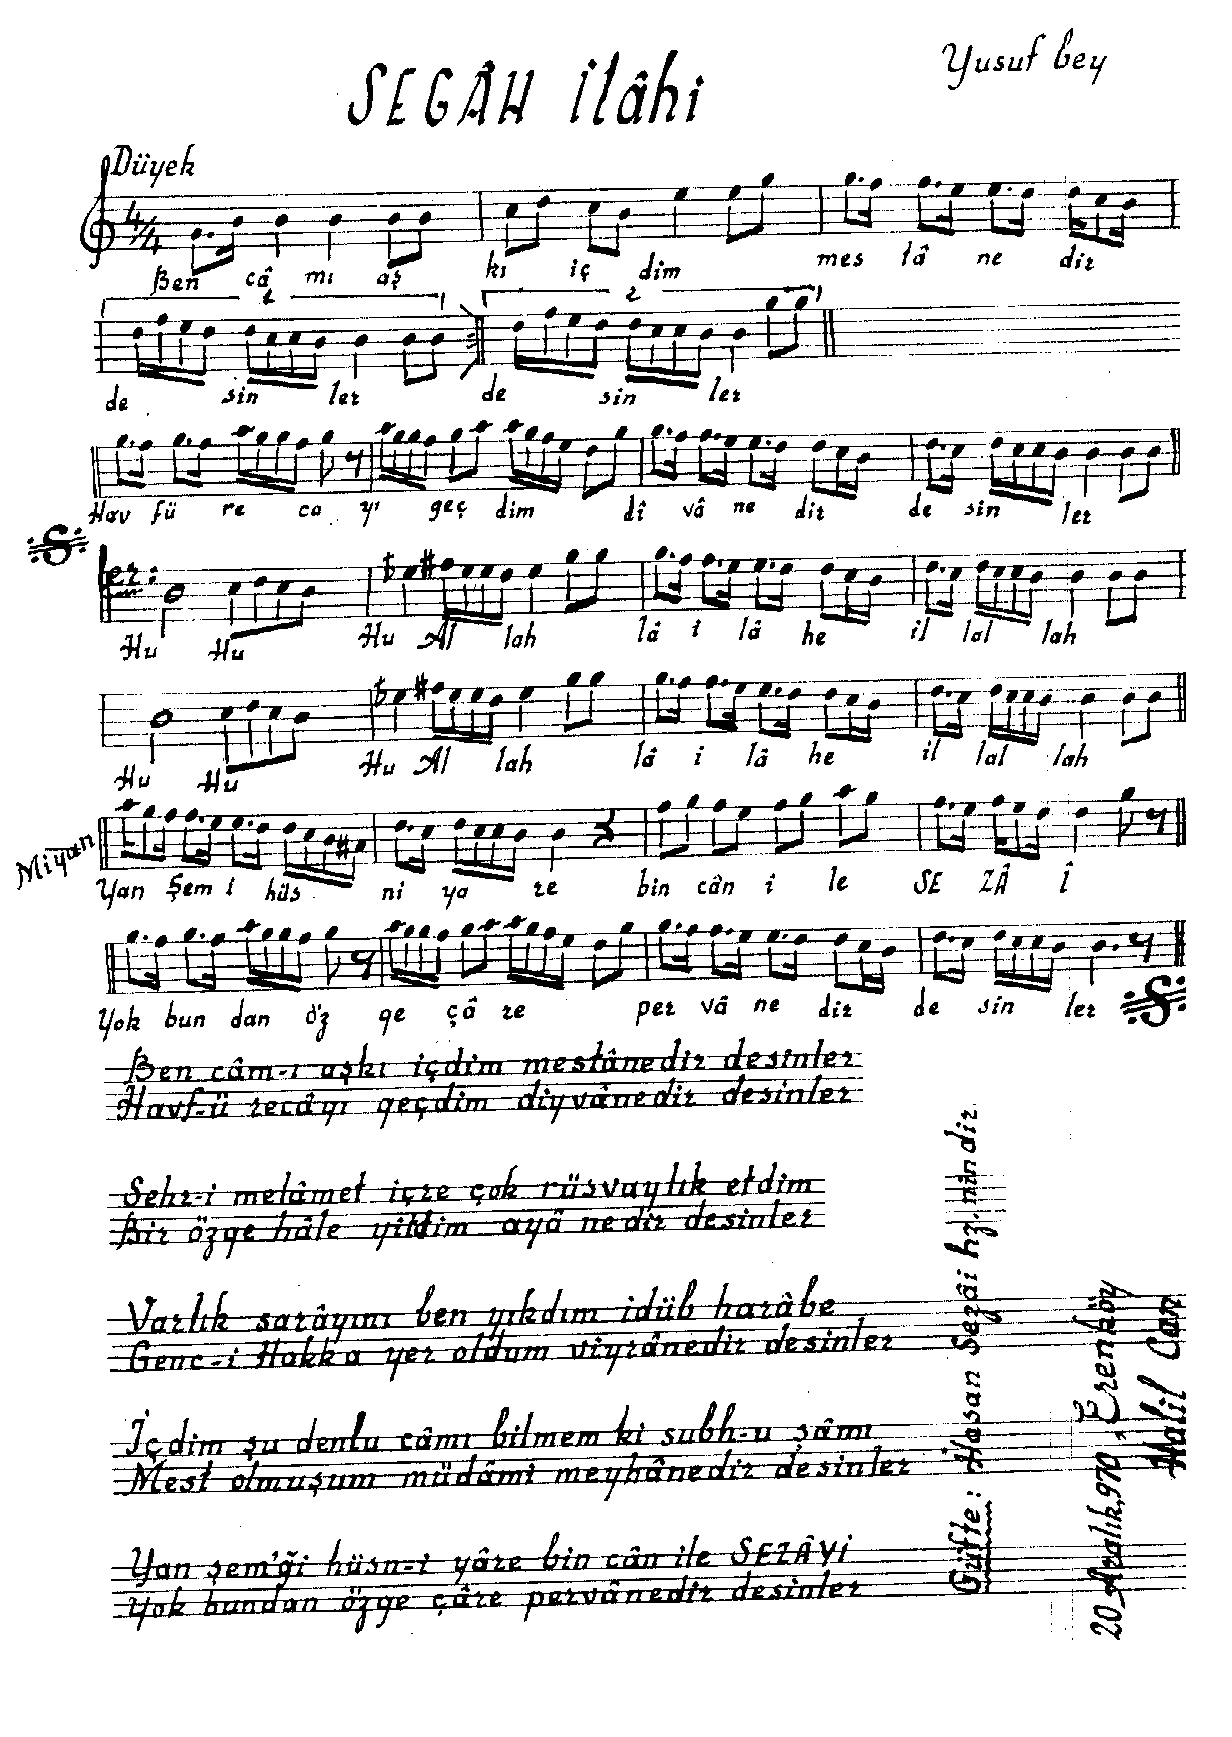 SEGÂH İlâhi
Yusuf bey
Düyek
Ben câ mı aş kı iç dim mes tâ ne dir
1 2
de sin ler de sin ler
Hav fü re ca yı geç dim dî vâ ne dir de sin ler
Ter:
Hu Hu Hu Al lah lâ i lâ he il lal lah
Hu Hu Hu Al lah lâ i lâ he il lal lah
Miyan
Yan Şem i hüs ni ya re bin cân i le SE ZÂ Î
Yok bun dan öz ge çâ re per vâ ne dir de sin ler
Ben câm-ı aşkı içdim mestânedir desinler
Havf-ü recâyı geçdim diyvânedir desinler
Şehr-i melâmet içre çok rüsvaylık etdim
Bir özge hâle yitdim ayâ nedir desinler
Varlık sarâyını ben yıkdım idüb harâbe
Genc-i Hakka yer oldum viyrânedir desinler
İçdim şu denlu câmı bilmem ki subh-u şâmı
Mest olmuşum müdâmi meyhânedir desinler
Yan şem'ği hüsn-i yâre bin cân ile SEZÂYİ
Yok bundan özge çâre pervânedir desinler
Güfte: Hasan Sezâi hz.nindir
20 Aralık,970, Erenköy
Halil Can